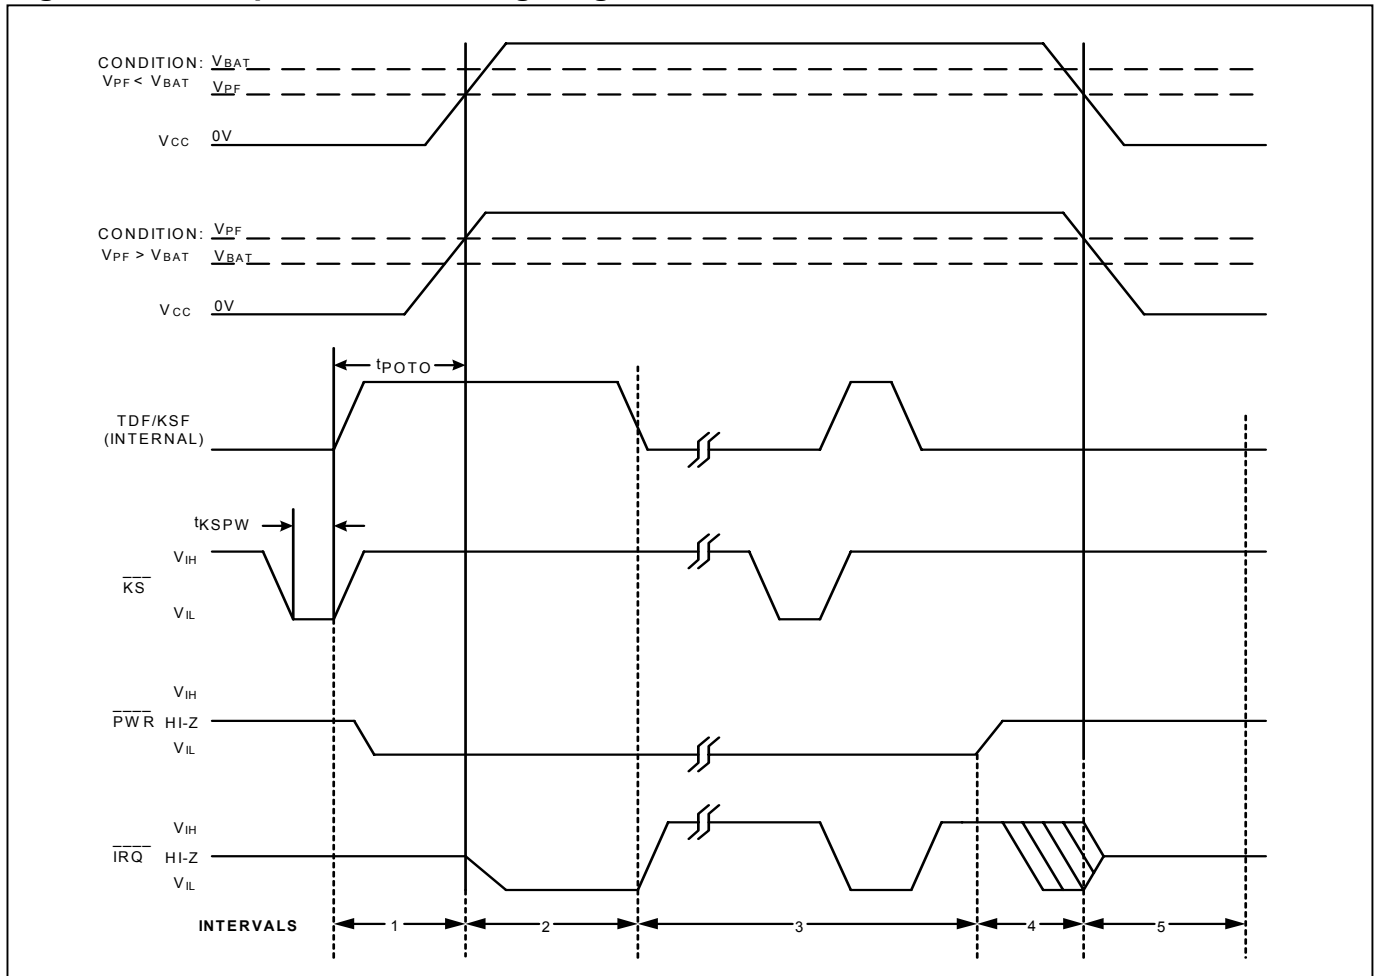 CONDITION: VBAT
VPF < VBAT VPF
VCC 0V
CONDITION: VPF
VPF > VBAT VBAT
VCC 0V
tPOTO
TDF/KSF
(INTERNAL)
tKSPW
VIH
KS
VIL
VIH
PWR HI-Z
VIL
VIH
IRQ HI-Z
VIL
INTERVALS 1 2 3 4 5